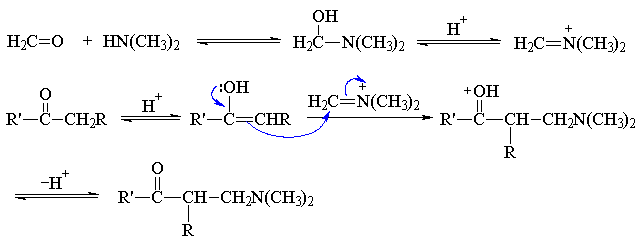 OH
H₂C=O + HN(CH₃)₂ H₂C–N(CH₃)₂ H⁺ H₂C=N⁺(CH₃)₂
O :OH H₂C=N⁺(CH₃)₂ ⁺OH
R'–C–CH₂R H⁺ R'–C=CHR R'–C–CH–CH₂N(CH₃)₂
R
–H⁺ O
R'–C–CH–CH₂N(CH₃)₂
R